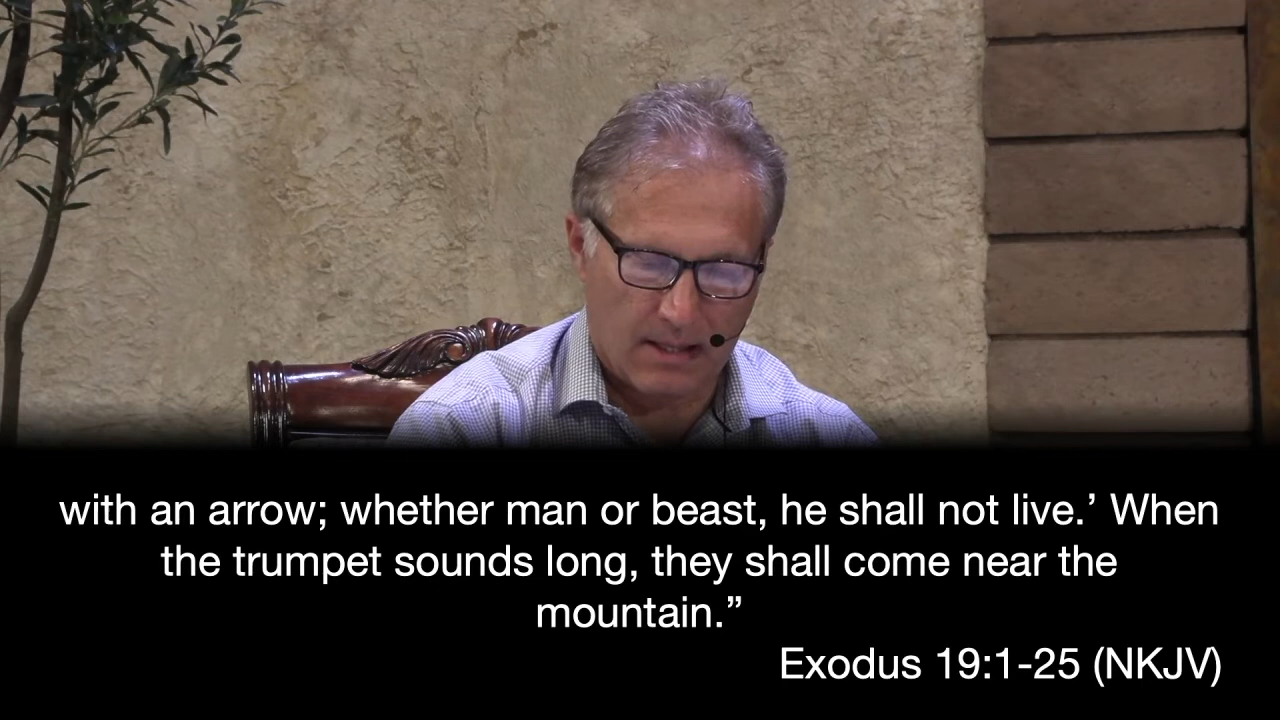 with an arrow; whether man or beast, he shall not live.’ When
the trumpet sounds long, they shall come near the
mountain.”
Exodus 19:1-25 (NKJV)